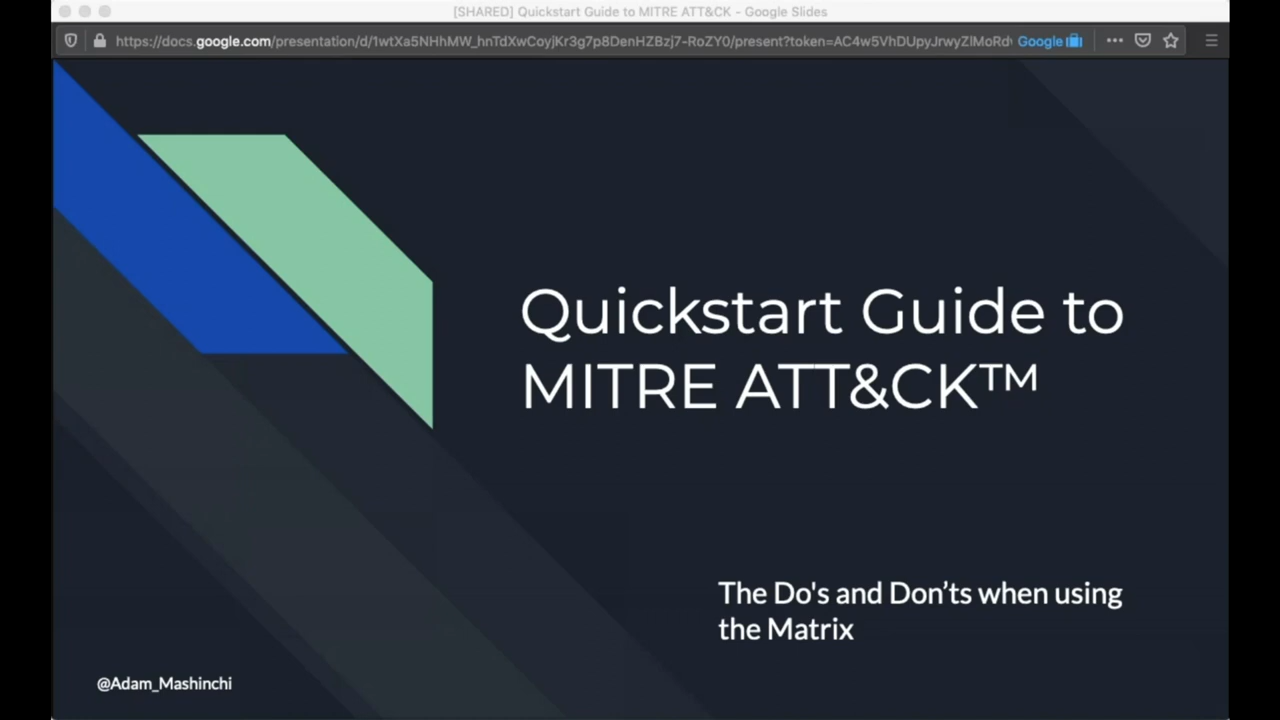 [SHARED] Quickstart Guide to MITRE ATT&CK - Google Slides
https://docs.google.com/presentation/d/1wtXa5NHhMW_hnTdXwCoyjKr3g7p8DenHZBzj7-RoZY0/present?token=AC4w5VhDUpyJrwyZlMoRd Google
Quickstart Guide to
MITRE ATT&CK™
The Do's and Don’ts when using
the Matrix
@Adam_Mashinchi